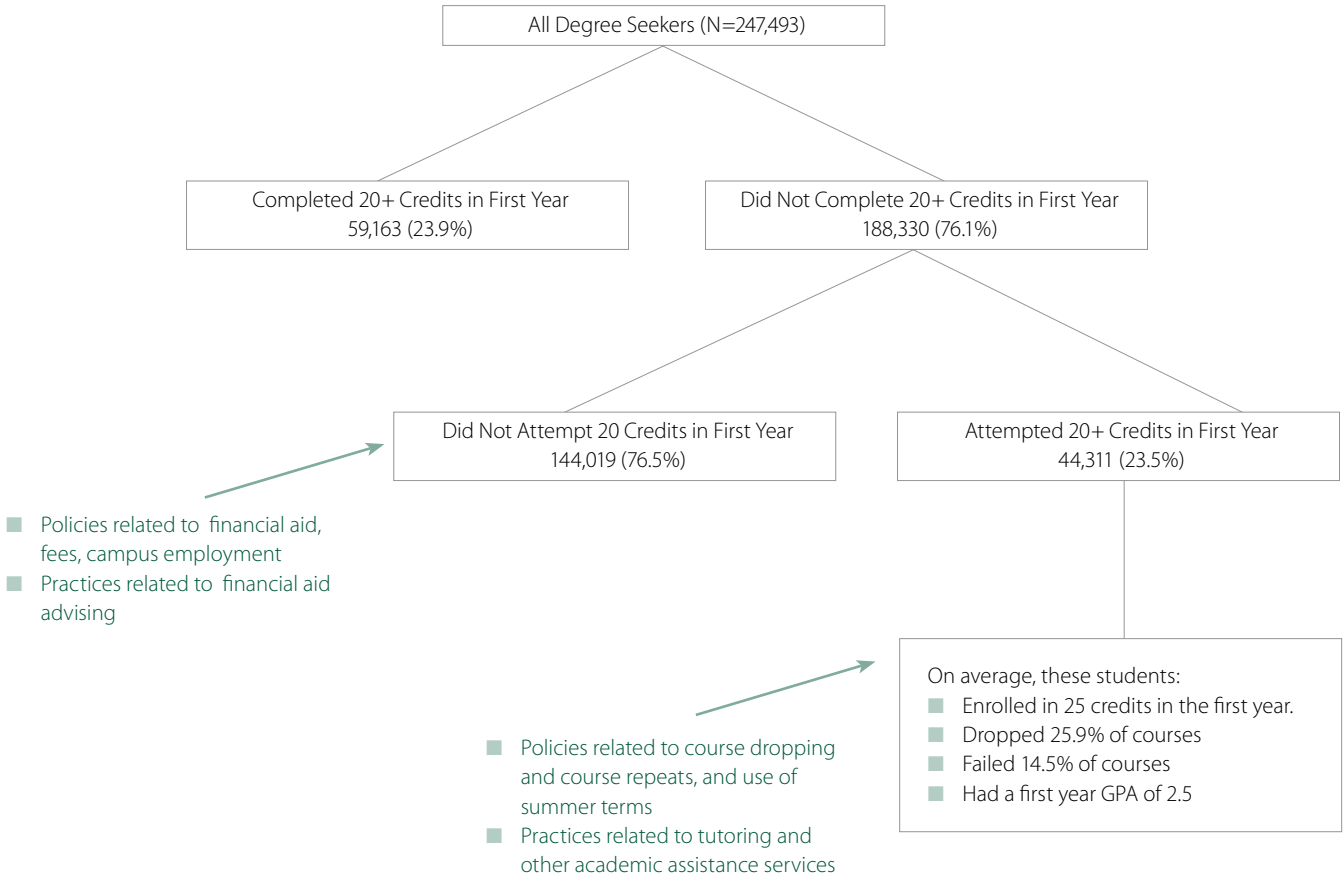 All Degree Seekers (N=247,493)
Completed 20+ Credits in First Year
59,163 (23.9%)
Did Not Complete 20+ Credits in First Year
188,330 (76.1%)
Did Not Attempt 20 Credits in First Year
144,019 (76.5%)
Attempted 20+ Credits in First Year
44,311 (23.5%)
Policies related to financial aid,
fees, campus employment
Practices related to financial aid
advising
On average, these students:
Enrolled in 25 credits in the first year.
Dropped 25.9% of courses
Failed 14.5% of courses
Had a first year GPA of 2.5
Policies related to course dropping
and course repeats, and use of
summer terms
Practices related to tutoring and
other academic assistance services